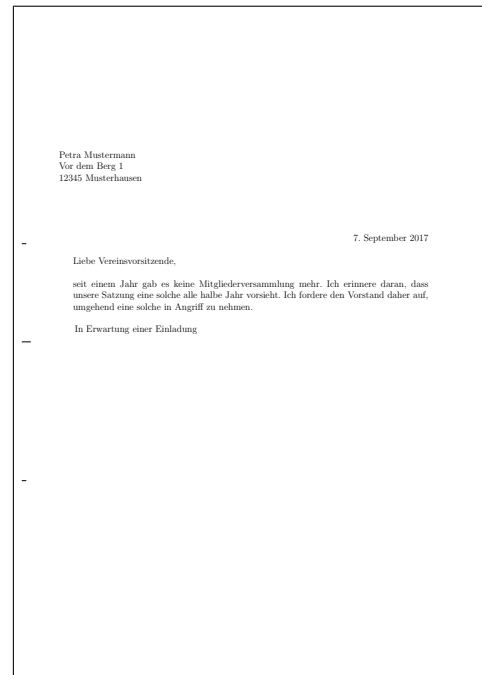 Petra Mustermann
Vor dem Berg 1
12345 Musterhausen
7. September 2017
Liebe Vereinsvorsitzende,
seit einem Jahr gab es keine Mitgliederversammlung mehr. Ich erinnere daran, dass
unsere Satzung eine solche alle halbe Jahr vorsieht. Ich fordere den Vorstand daher auf,
umgehend eine solche in Angriff zu nehmen.
In Erwartung einer Einladung